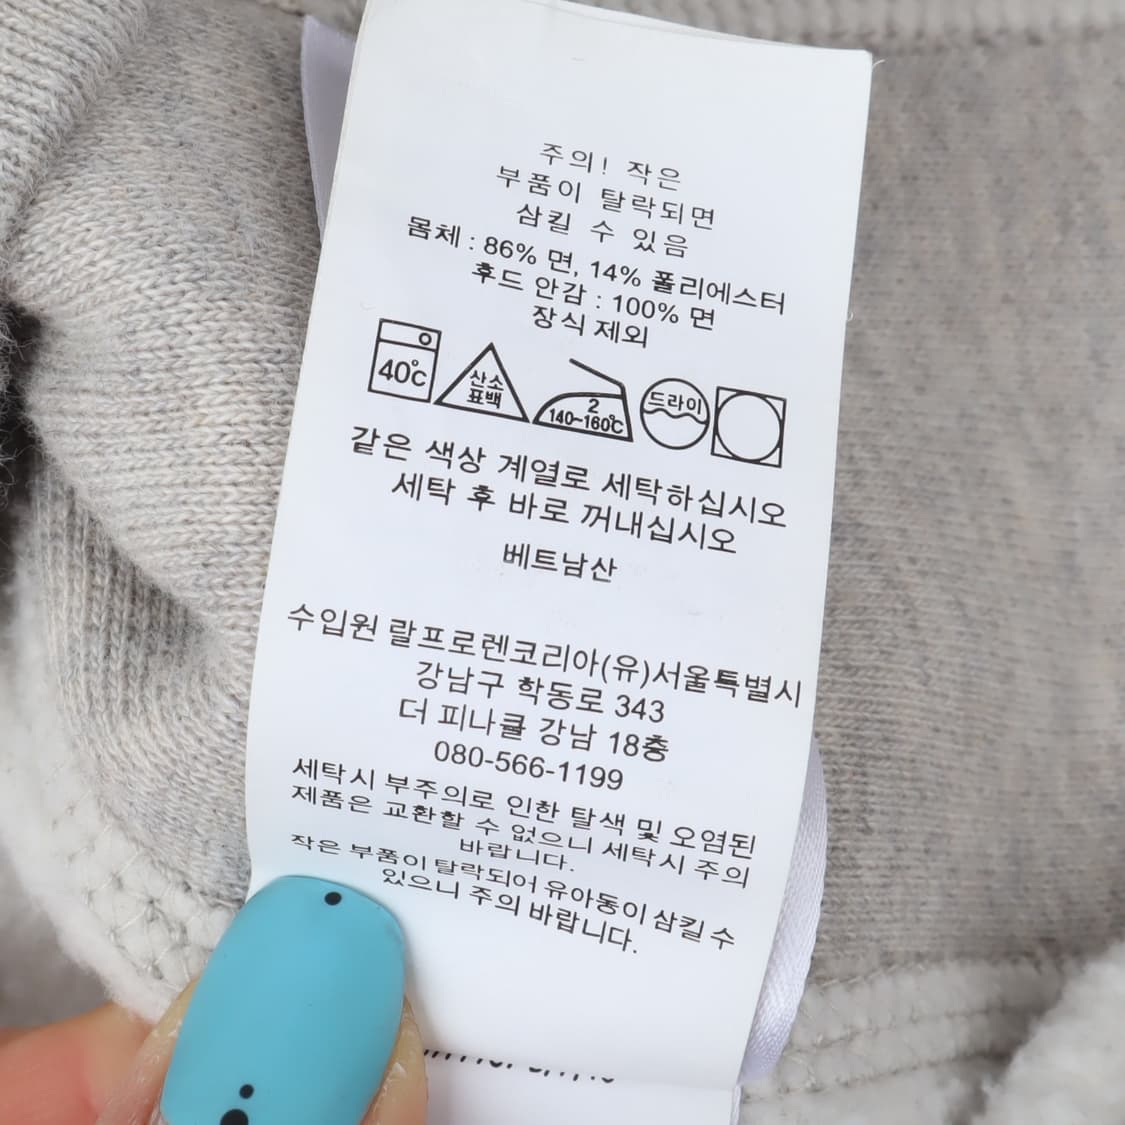 주의! 작은
부품이 탈락되면
삼킬 수 있음
몸체 : 86% 면, 14% 폴리에스터
후드 안감 : 100% 면
장식 제외
40℃
산소
표백
2
140~160℃
드라이
같은 색상 계열로 세탁하십시오
세탁 후 바로 꺼내십시오
베트남산
수입원 랄프로렌코리아(유)서울특별시
강남구 학동로 343
더 피나클 강남 18층
080-566-1199
세탁시 부주의로 인한 탈색 및 오염된
제품은 교환할 수 없으니 세탁시 주의
바랍니다.
작은 부품이 탈락되어 유아동이 삼킬 수
있으니 주의 바랍니다.